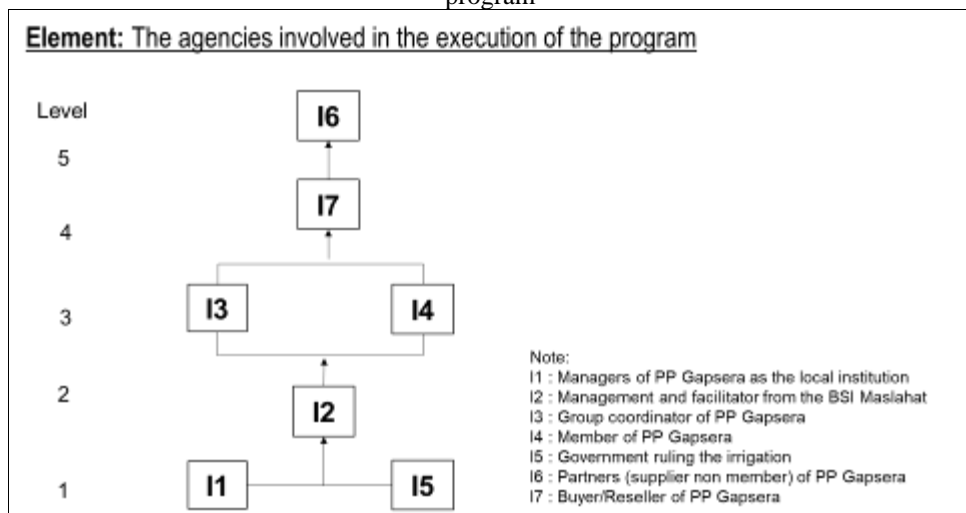 program
Element: The agencies involved in the execution of the program
Level
I6
5
I7
4
I3
I4
3
Note:
I1 : Managers of PP Gapsera as the local institution
2
I2 : Management and facilitator from the BSI Maslahat
I2
I3 : Group coordinator of PP Gapsera
I4 : Member of PP Gapsera
I5 : Government ruling the irrigation
1
I1
I5
I6 : Partners (supplier non member) of PP Gapsera
I7 : Buyer/Reseller of PP Gapsera